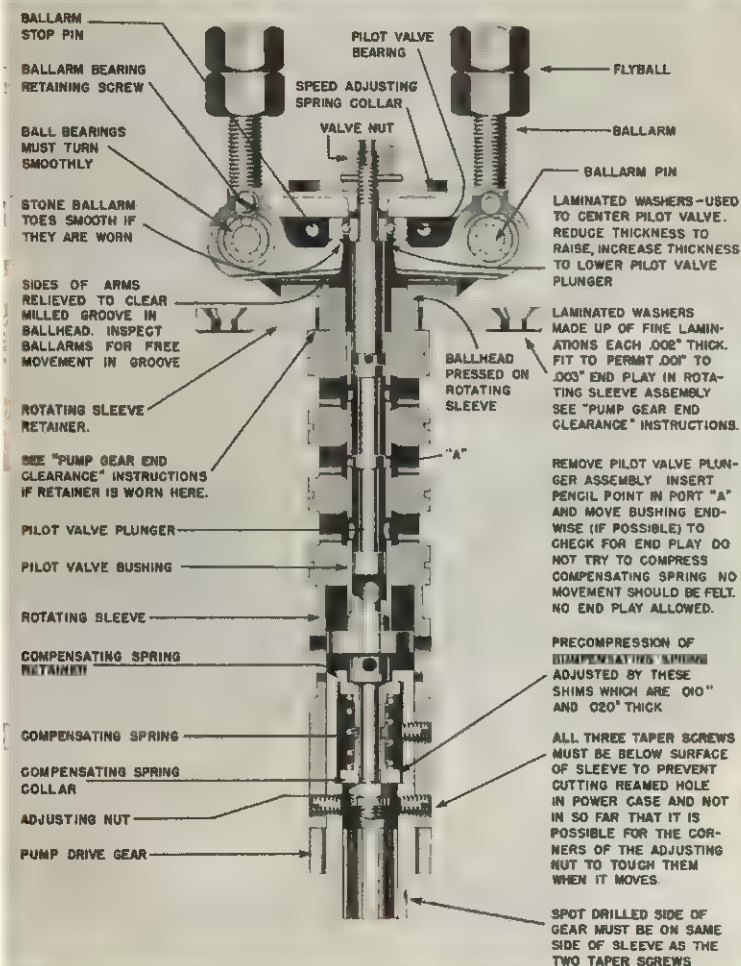 BALLARM
STOP PIN
BALLARM BEARING
RETAINING SCREW
BALL BEARINGS
MUST TURN
SMOOTHLY
STONE BALLARM
TOES SMOOTH IF
THEY ARE WORN
SIDES OF ARMS
RELIEVED TO CLEAR
MILLED GROOVE IN
BALLHEAD. INSPECT
BALLARMS FOR FREE
MOVEMENT IN GROOVE
ROTATING SLEEVE
RETAINER.
SEE "PUMP GEAR END
CLEARANCE" INSTRUCTIONS
IF RETAINER IS WORN HERE.
PILOT VALVE PLUNGER
PILOT VALVE BUSHING
ROTATING SLEEVE
COMPENSATING SPRING
RETAINER
COMPENSATING SPRING
COMPENSATING SPRING
COLLAR
ADJUSTING NUT
PUMP DRIVE GEAR
PILOT VALVE
BEARING
SPEED ADJUSTING
SPRING COLLAR
VALVE NUT
BALLHEAD
PRESSED ON
ROTATING
SLEEVE
"A"
FLYBALL
BALLARM
BALLARM PIN
LAMINATED WASHERS-USED
TO CENTER PILOT VALVE.
REDUCE THICKNESS TO
RAISE, INCREASE THICKNESS
TO LOWER PILOT VALVE
PLUNGER
LAMINATED WASHERS
MADE UP OF FINE LAMIN-
ATIONS EACH .002" THICK.
FIT TO PERMIT .001" TO
.003" END PLAY IN ROTA-
TING SLEEVE ASSEMBLY
SEE "PUMP GEAR END
CLEARANCE" INSTRUCTIONS.
REMOVE PILOT VALVE PLUN-
GER ASSEMBLY INSERT
PENCIL POINT IN PORT "A"
AND MOVE BUSHING END-
WISE (IF POSSIBLE) TO
CHECK FOR END PLAY DO
NOT TRY TO COMPRESS
COMPENSATING SPRING NO
MOVEMENT SHOULD BE FELT.
NO END PLAY ALLOWED.
PRECOMPRESSION OF
COMPENSATING SPRING
ADJUSTED BY THESE
SHIMS WHICH ARE 010"
AND 020" THICK
ALL THREE TAPER SCREWS
MUST BE BELOW SURFACE
OF SLEEVE TO PREVENT
CUTTING REAMED HOLE
IN POWER CASE AND NOT
IN SO FAR THAT IT IS
POSSIBLE FOR THE COR-
NERS OF THE ADJUSTING
NUT TO TOUGH THEM
WHEN IT MOVES
SPOT DRILLED SIDE OF
GEAR MUST BE ON SAME
SIDE OF SLEEVE AS THE
TWO TAPER SCREWS